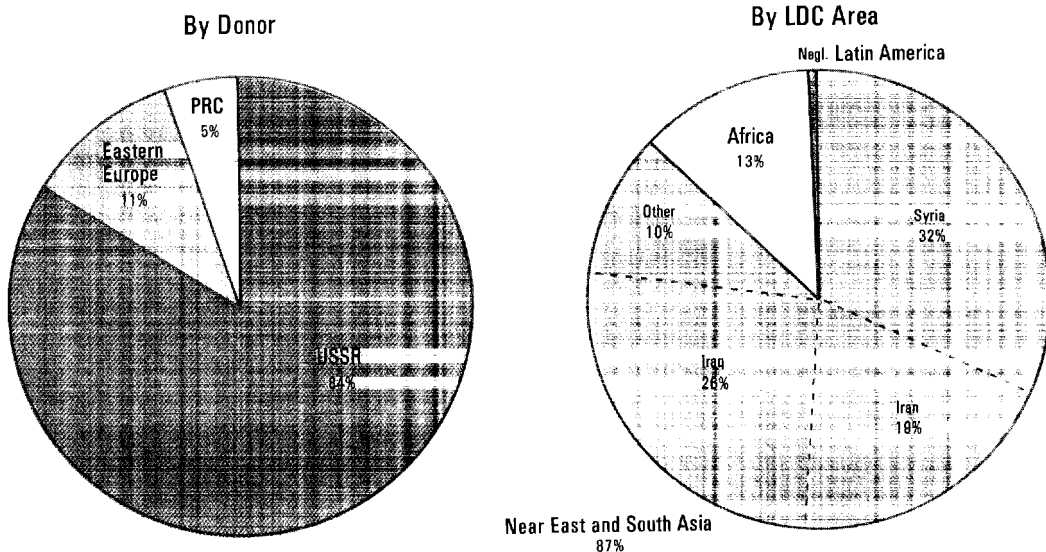 By Donor
PRC
5%
Eastern
Europe
11%
USSR
84%
By LDC Area
Negl. Latin America
Africa
13%
Other
10%
Syria
32%
Iran
26%
Iran
19%
Near East and South Asia
87%